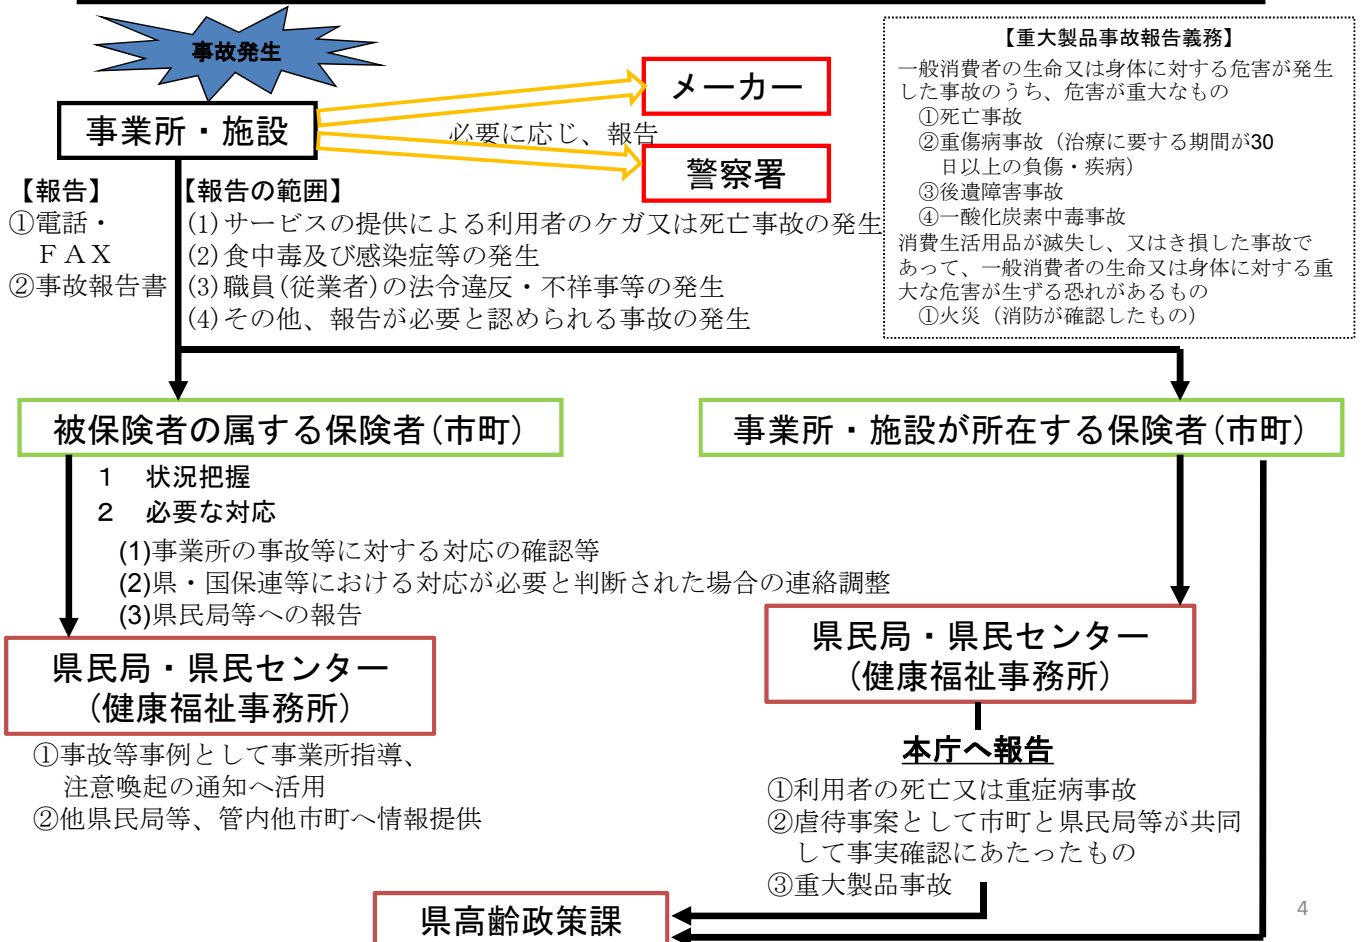 事故発生
事業所・施設
メーカー
必要に応じ、報告
警察署
【重大製品事故報告義務】
一般消費者の生命又は身体に対する危害が発生
した事故のうち、危害が重大なもの
①死亡事故
②重傷病事故（治療に要する期間が30
日以上の負傷・疾病）
③後遺障害事故
④一酸化炭素中毒事故
消費生活用品が滅失し、又はき損した事故で
あって、一般消費者の生命又は身体に対する重
大な危害が生ずる恐れがあるもの
①火災（消防が確認したもの）
【報告】
①電話・
ＦＡＸ
②事故報告書
【報告の範囲】
(1)サービスの提供による利用者のケガ又は死亡事故の発生
(2)食中毒及び感染症等の発生
(3)職員(従業者)の法令違反・不祥事等の発生
(4)その他、報告が必要と認められる事故の発生
被保険者の属する保険者(市町)
事業所・施設が所在する保険者(市町)
１　状況把握
２　必要な対応
(1)事業所の事故等に対する対応の確認等
(2)県・国保連等における対応が必要と判断された場合の連絡調整
(3)県民局等への報告
県民局・県民センター
(健康福祉事務所)
①事故等事例として事業所指導、
注意喚起の通知へ活用
②他県民局等、管内他市町へ情報提供
県民局・県民センター
(健康福祉事務所)
本庁へ報告
①利用者の死亡又は重症病事故
②虐待事案として市町と県民局等が共同
して事実確認にあたったもの
③重大製品事故
県高齢政策課
4